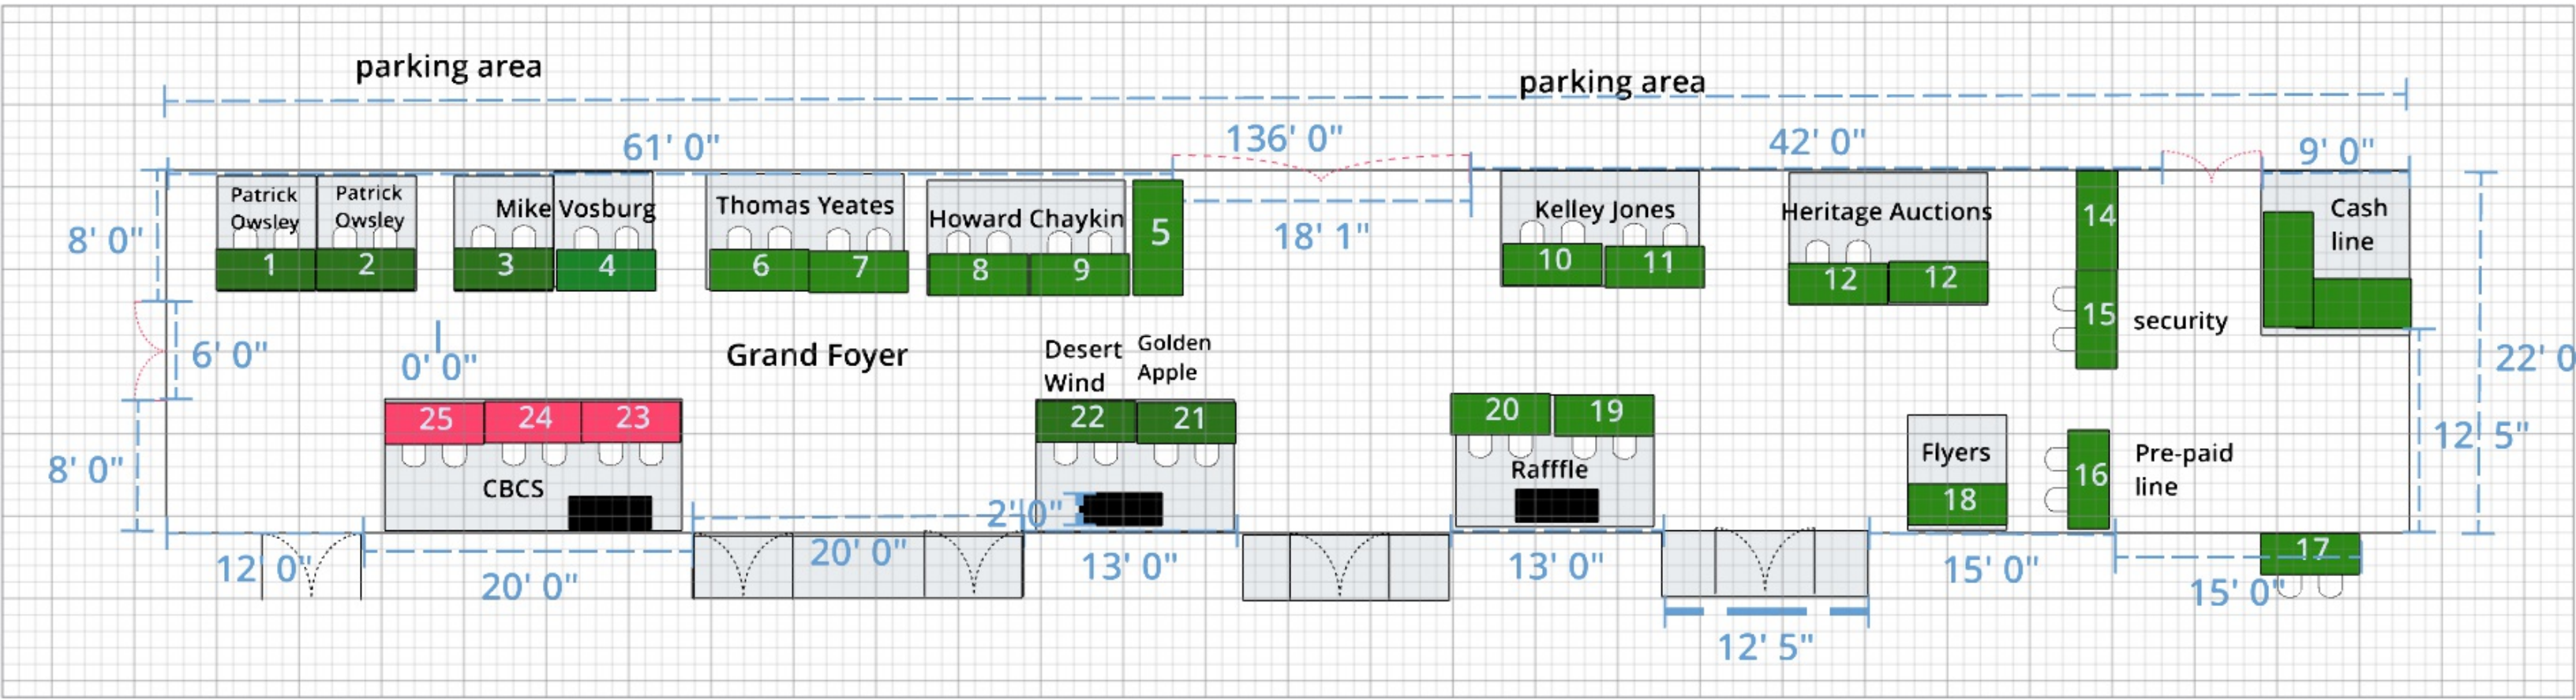 parking area
parking area
61' 0"
136' 0"
42' 0"
9' 0"
Patrick
Owsley
Patrick
Owsley
Mike Vosburg
Thomas Yeates
Howard Chaykin
Kelley Jones
Heritage Auctions
Cash
line
8' 0"
1
2
3
4
6
7
8
9
5
18' 1"
10
11
12
12
14
15
security
6' 0"
0' 0"
Grand Foyer
Desert
Wind
Golden
Apple
22' 0
25
24
23
22
21
20
19
12' 5"
8' 0"
CBCS
2' 0"
Rafffle
Flyers
18
16
Pre-paid
line
12' 0"
20' 0"
20' 0"
13' 0"
13' 0"
15' 0"
17
15' 0"
12' 5"